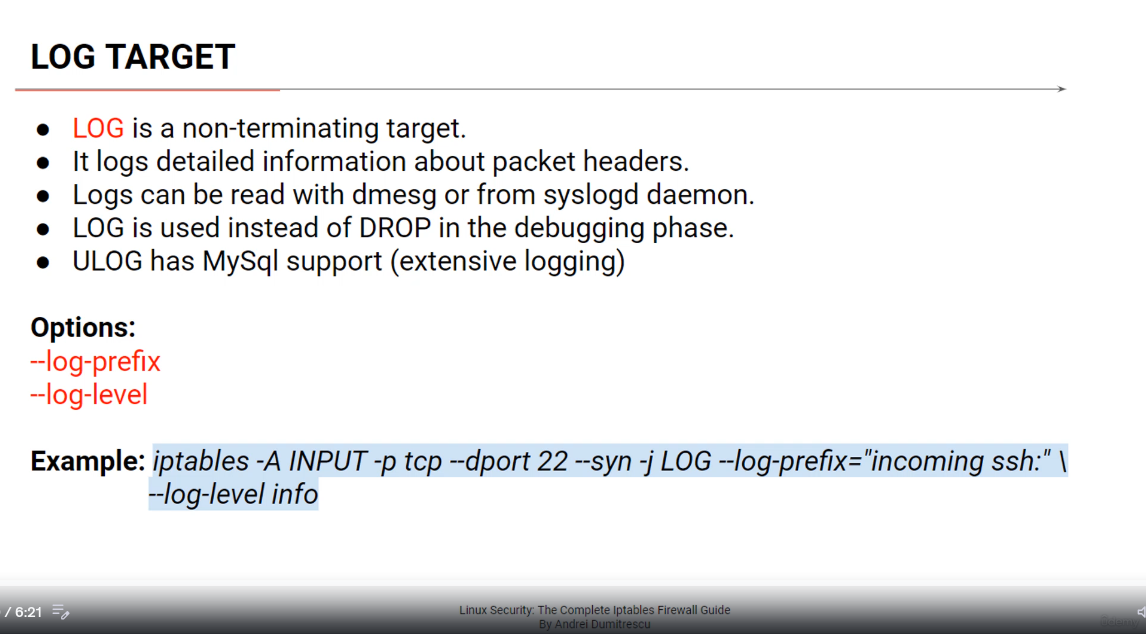 LOG TARGET
● LOG is a non-terminating target.
● It logs detailed information about packet headers.
● Logs can be read with dmesg or from syslogd daemon.
● LOG is used instead of DROP in the debugging phase.
● ULOG has MySql support (extensive logging)
Options:
--log-prefix
--log-level
Example: iptables -A INPUT -p tcp --dport 22 --syn -j LOG --log-prefix="incoming ssh:" \
--log-level info
/ 6:21
Linux Security: The Complete Iptables Firewall Guide
By Andrei Dumitrescu